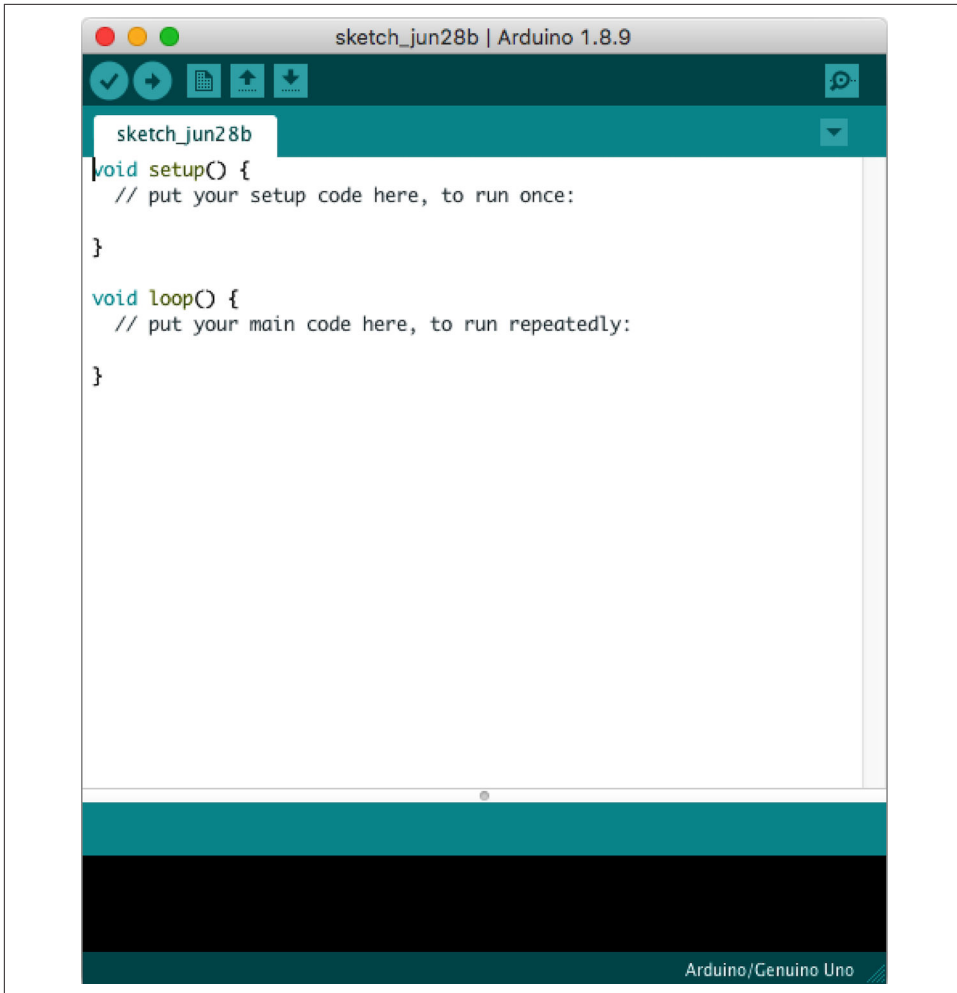 sketch_jun28b | Arduino 1.8.9
sketch_jun28b
void setup() {
  // put your setup code here, to run once:
}
void loop() {
  // put your main code here, to run repeatedly:
}
Arduino/Genuino Uno